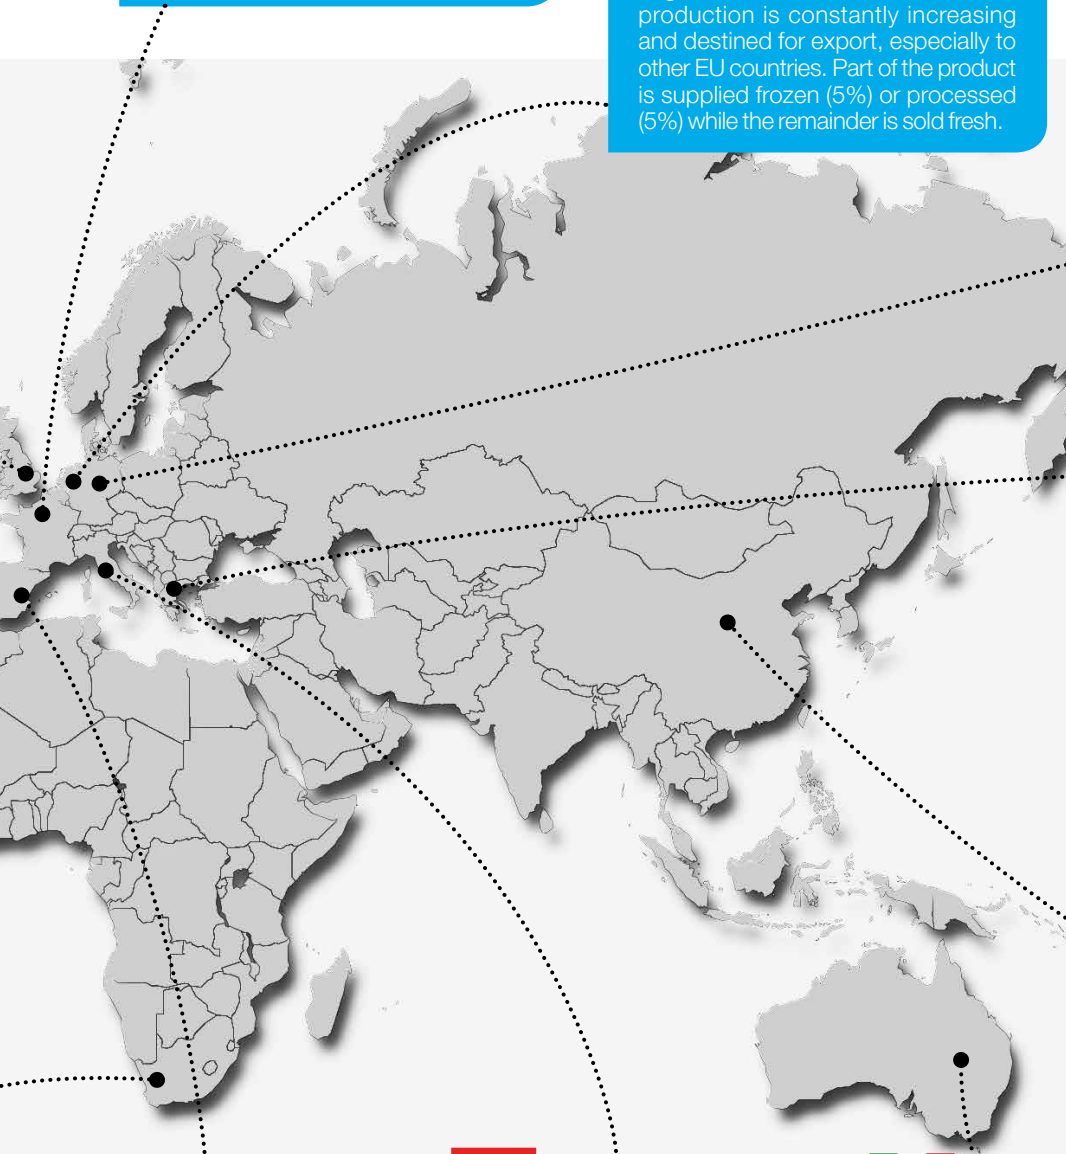 production is constantly increasing
and destined for export, especially to
other EU countries. Part of the product
is supplied frozen (5%) or processed
(5%) while the remainder is sold fresh.